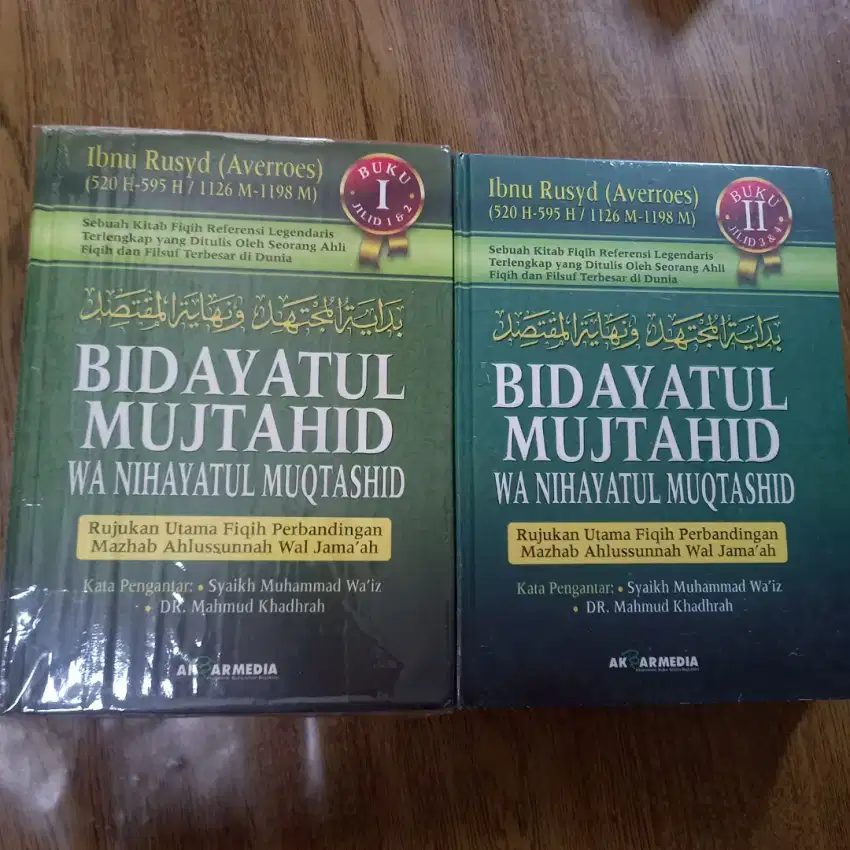 Ibnu Rusyd (Averroes)
(520 H-595 H / 1126 M-1198 M)
BUKU
I
JILID 1 & 2
Sebuah Kitab Fiqih Referensi Legendaris
Terlengkap yang Ditulis Oleh Seorang Ahli
Fiqih dan Filsuf Terbesar di Dunia
بداية المجتهد ونهاية المقتصد
BIDAYATUL
MUJTAHID
WA NIHAYATUL MUQTASHID
Rujukan Utama Fiqih Perbandingan
Mazhab Ahlussunnah Wal Jama'ah
Kata Pengantar: • Syaikh Muhammad Wa'iz
• DR. Mahmud Khadhrah
AKBARMEDIA
Ibnu Rusyd (Averroes)
(520 H-595 H / 1126 M-1198 M)
BUKU
II
JILID 3 & 4
Sebuah Kitab Fiqih Referensi Legendaris
Terlengkap yang Ditulis Oleh Seorang Ahli
Fiqih dan Filsuf Terbesar di Dunia
بداية المجتهد ونهاية المقتصد
BIDAYATUL
MUJTAHID
WA NIHAYATUL MUQTASHID
Rujukan Utama Fiqih Perbandingan
Mazhab Ahlussunnah Wal Jama'ah
Kata Pengantar: • Syaikh Muhammad Wa'iz
• DR. Mahmud Khadhrah
AKBARMEDIA